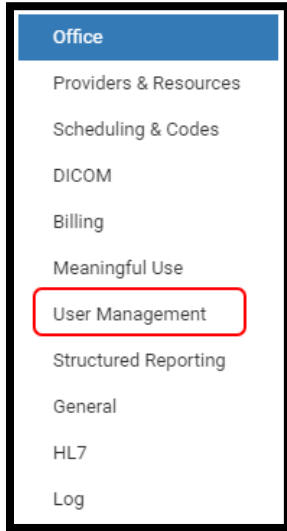 Office
Providers & Resources
Scheduling & Codes
DICOM
Billing
Meaningful Use
User Management
Structured Reporting
General
HL7
Log